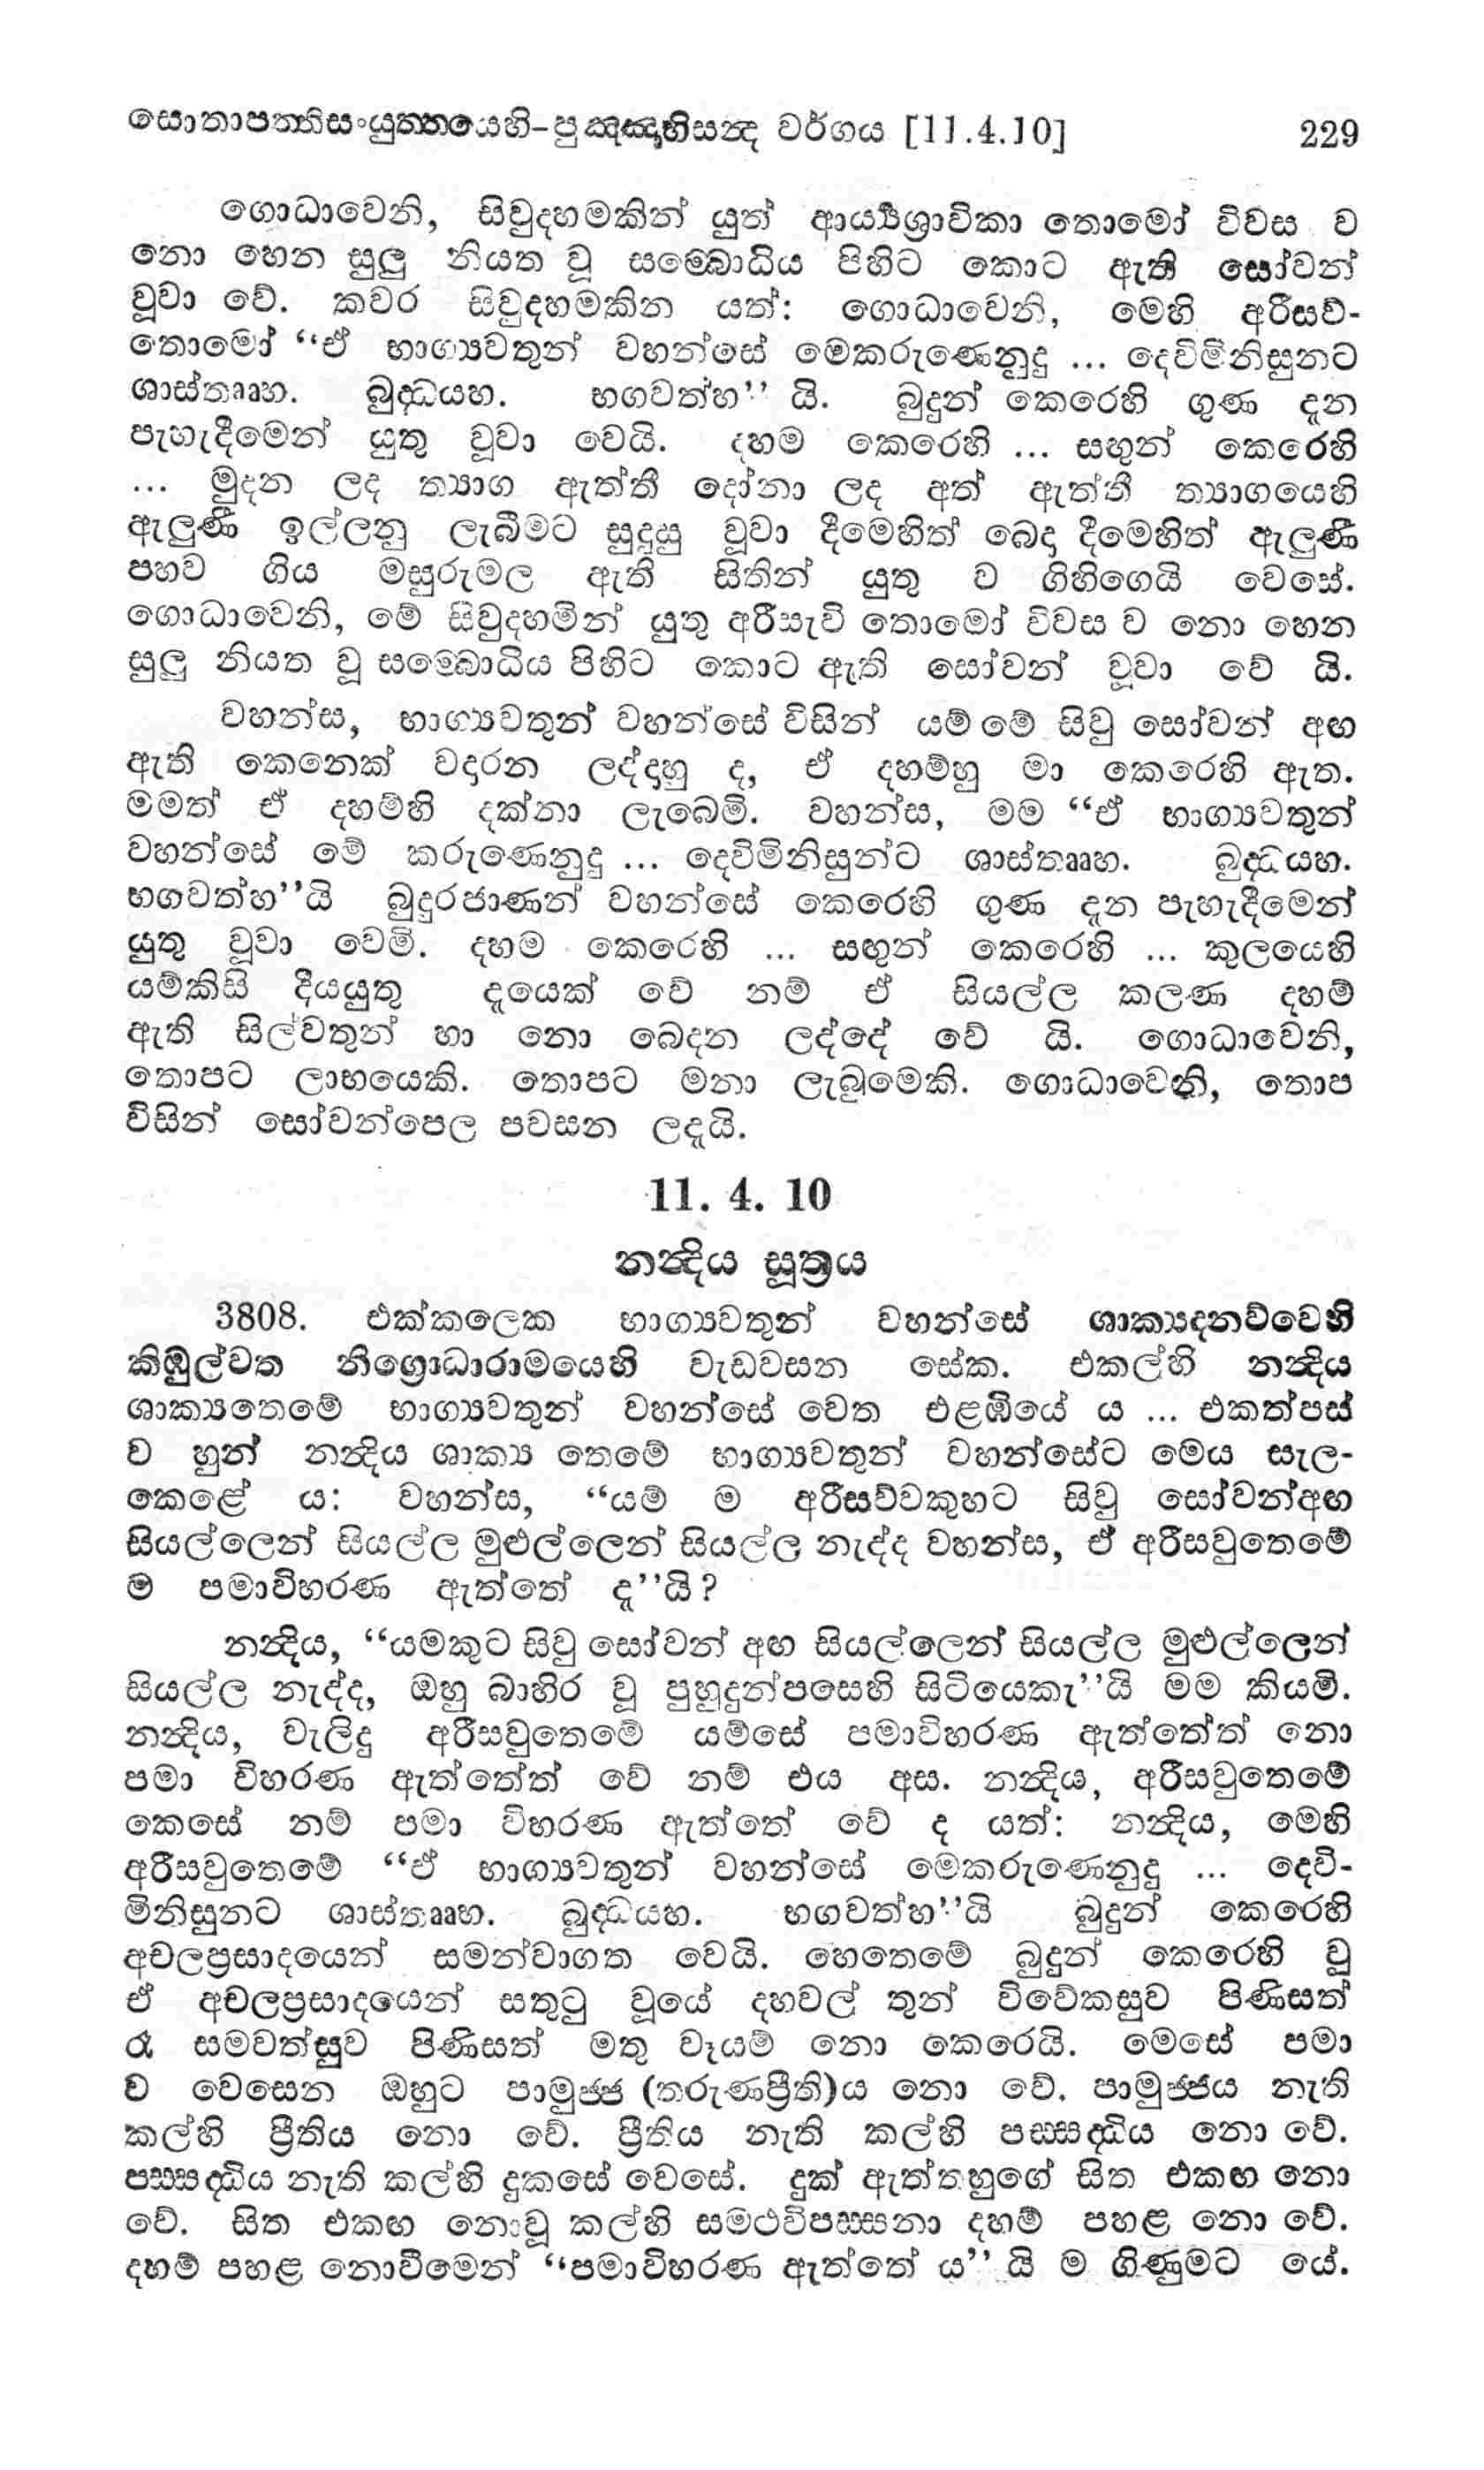 සොතාපත්තිසංයුත්තයෙහි-පුඤ්ඤාභිසන්ද වර්ගය [11.4.10] 229
ගොධාවෙනි, සිවුදහමකින් යුත් ආර්‍ය්‍යශ්‍රාවිකා තොමෝ විවස ව
නො හෙන සුලු නියත වූ සම්බොධිය පිහිට කොට ඇති සෝවන්
වූවා වේ. කවර සිවුදහමකින යත්: ගොධාවෙනි, මෙහි අරීසව්-
තොමෝ “ඒ භාග්‍යවතුන් වහන්සේ මෙකරුණෙනුදු ... දෙවිමිනිසුනට
ශාස්තෲහ. බුද්ධයහ. භගවත්හ” යි. බුදුන් කෙරෙහි ගුණ දැන
පැහැදීමෙන් යුතු වූවා වෙයි. දහම කෙරෙහි ... සඟුන් කෙරෙහි
... මුදන ලද ත්‍යාග ඇත්තී දෝනා ලද අත් ඇත්තී ත්‍යාගයෙහි
ඇලුණී ඉල්ලනු ලැබීමට සුදුසු වූවා දීමෙහිත් බෙදා දීමෙහිත් ඇලුණී
පහව ගිය මසුරුමල ඇති සිතින් යුතු ව ගිහිගෙයි වෙසේ.
ගොධාවෙනි, මේ සිවුදහමින් යුතු අරීසැවි තොමෝ විවස ව නො හෙන
සුලු නියත වූ සම්බොධිය පිහිට කොට ඇති සෝවන් වූවා වේ යි.
වහන්ස, භාග්‍යවතුන් වහන්සේ විසින් යම් මේ සිවු සෝවන් අඟ
ඇති කෙනෙක් වදාරන ලද්දාහු ද, ඒ දහම්හු මා කෙරෙහි ඇත.
මමත් ඒ දහම්හි දක්නා ලැබෙමි. වහන්ස, මම “ඒ භාග්‍යවතුන්
වහන්සේ මේ කරුණෙනුදු ... දෙවිමිනිසුන්ට ශාස්තෲහ. බුද්ධයහ.
භගවත්හ”යි බුදුරජාණන් වහන්සේ කෙරෙහි ගුණ දැන පැහැදීමෙන්
යුතු වූවා වෙමි. දහම කෙරෙහි ... සඟුන් කෙරෙහි ... කුලයෙහි
යම්කිසි දියයුතු දැයෙක් වේ නම් ඒ සියල්ල කලණ දහම්
ඇති සිල්වතුන් හා නො බෙදන ලද්දේ වේ යි. ගොධාවෙනි,
තොපට ලාභයෙකි. තොපට මනා ලැබුමෙකි. ගොධාවෙනි, තොප
විසින් සෝවන්පෙල පවසන ලදැයි.
11. 4. 10
නන්දිය සූත්‍රය
3808. එක්කලෙක භාග්‍යවතුන් වහන්සේ ශාක්‍යදනව්වෙහි
කිඹුල්වත නිග්‍රොධාරාමයෙහි වැඩවසන සේක. එකල්හි නන්දිය
ශාක්‍යතෙමේ භාග්‍යවතුන් වහන්සේ වෙත එළඹියේ ය ... එකත්පස්
ව හුන් නන්දිය ශාක්‍ය තෙමේ භාග්‍යවතුන් වහන්සේට මෙය සැල-
කෙළේ ය: වහන්ස, “යම් ම අරීසව්වකුහට සිවු සෝවන්අඟ
සියල්ලෙන් සියල්ල මුළුල්ලෙන් සියල්ල නැද්ද වහන්ස, ඒ අරීසවුතෙමේ
ම පමාවිහරණ ඇත්තේ දැ”යි?
නන්දිය, “යමකුට සිවු සෝවන් අඟ සියල්ලෙන් සියල්ල මුළුල්ලෙන්
සියල්ල නැද්ද, ඔහු බාහිර වූ පුහුදුන්පසෙහි සිටියෙකැ”යි මම කියමි.
නන්දිය, වැලිදු අරීසවුතෙමේ යම්සේ පමාවිහරණ ඇත්තේත් නො
පමා විහරණ ඇත්තේත් වේ නම් එය අස. නන්දිය, අරීසවුතෙමේ
කෙසේ නම් පමා විහරණ ඇත්තේ වේ ද යත්: නන්දිය, මෙහි
අරීසවුතෙමේ “ඒ භාග්‍යවතුන් වහන්සේ මෙකරුණෙනුදු ... දෙවි-
මිනිසුනට ශාස්තෲහ. බුද්ධයහ. භගවත්හ”යි බුදුන් කෙරෙහි
අචලප්‍රසාදයෙන් සමන්වාගත වෙයි. හෙතෙමේ බුදුන් කෙරෙහි වූ
ඒ අචලප්‍රසාදයෙන් සතුටු වූයේ දහවල් තුන් විවේකසුව පිණිසත්
රෑ සමවත්සුව පිණිසත් මතු වෑයම් නො කෙරෙයි. මෙසේ පමා
ව වෙසෙන ඔහුට පාමුජ්ජ (තරුණප්‍රීති)ය නො වේ. පාමුජ්ජය නැති
කල්හි ප්‍රීතිය නො වේ. ප්‍රීතිය නැති කල්හි පස්සද්ධිය නො වේ.
පස්සද්ධිය නැති කල්හි දුකසේ වෙසේ. දුක් ඇත්තහුගේ සිත එකඟ නො
වේ. සිත එකඟ නොවූ කල්හි සමථවිපස්සනා දහම් පහළ නො වේ.
දහම් පහළ නොවීමෙන් “පමාවිහරණ ඇත්තේ ය” යි ම ගිණුමට යේ.